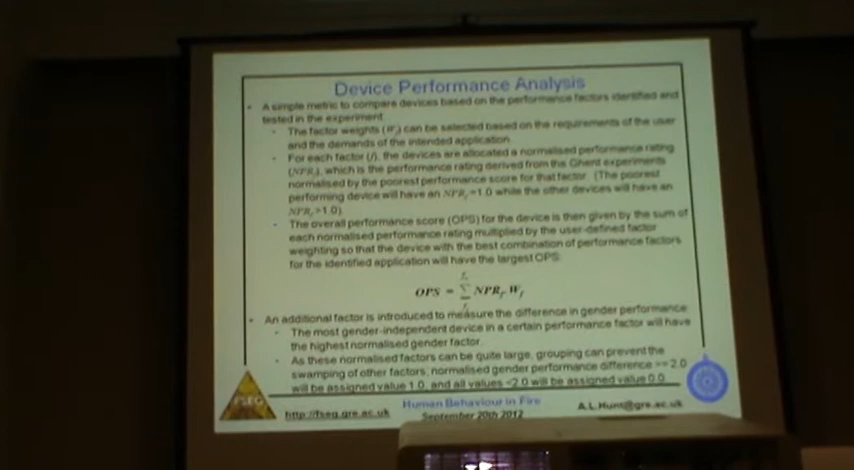 Device Performance Analysis
• A simple metric to compare devices based on the performance factors identified and
tested in the experiment
- The factor weights (Wf) can be selected based on the requirements of the user
and the demands of the intended application
- For each factor (f), the devices are allocated a normalised performance rating
(NPRf), which is the performance rating derived from the Ghent experiments
normalised by the poorest performance score for that factor. (The poorest
performing device will have an NPRf =1.0 while the other devices will have an
NPRf >1.0)
- The overall performance score (OPS) for the device is then given by the sum of
each normalised performance rating multiplied by the user-defined factor
weighting so that the device with the best combination of performance factors
for the identified application will have the largest OPS:
OPS = Σ NPRf Wf
• An additional factor is introduced to measure the difference in gender performance
- The most gender-independent device in a certain performance factor will have
the highest normalised gender factor
- As these normalised factors can be quite large, grouping can prevent the
swamping of other factors; normalised gender performance difference >= 2.0
will be assigned value 1.0, and all values <2.0 will be assigned value 0.0
FSEG
http://fseg.gre.ac.uk
Human Behaviour in Fire
September 20th 2012
A.L.Hunt@gre.ac.uk